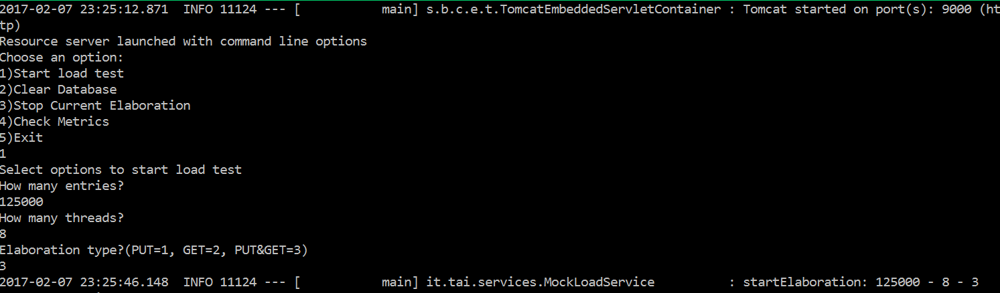 2017-02-07 23:25:12.871  INFO 11124 --- [           main] s.b.c.e.t.TomcatEmbeddedServletContainer : Tomcat started on port(s): 9000 (ht
tp)
Resource server launched with command line options
Choose an option:
1)Start load test
2)Clear Database
3)Stop Current Elaboration
4)Check Metrics
5)Exit
1
Select options to start load test
How many entries?
125000
How many threads?
8
Elaboration type?(PUT=1, GET=2, PUT&GET=3)
3
2017-02-07 23:25:46.148  INFO 11124 --- [           main] it.tai.services.MockLoadService          : startElaboration: 125000 - 8 - 3